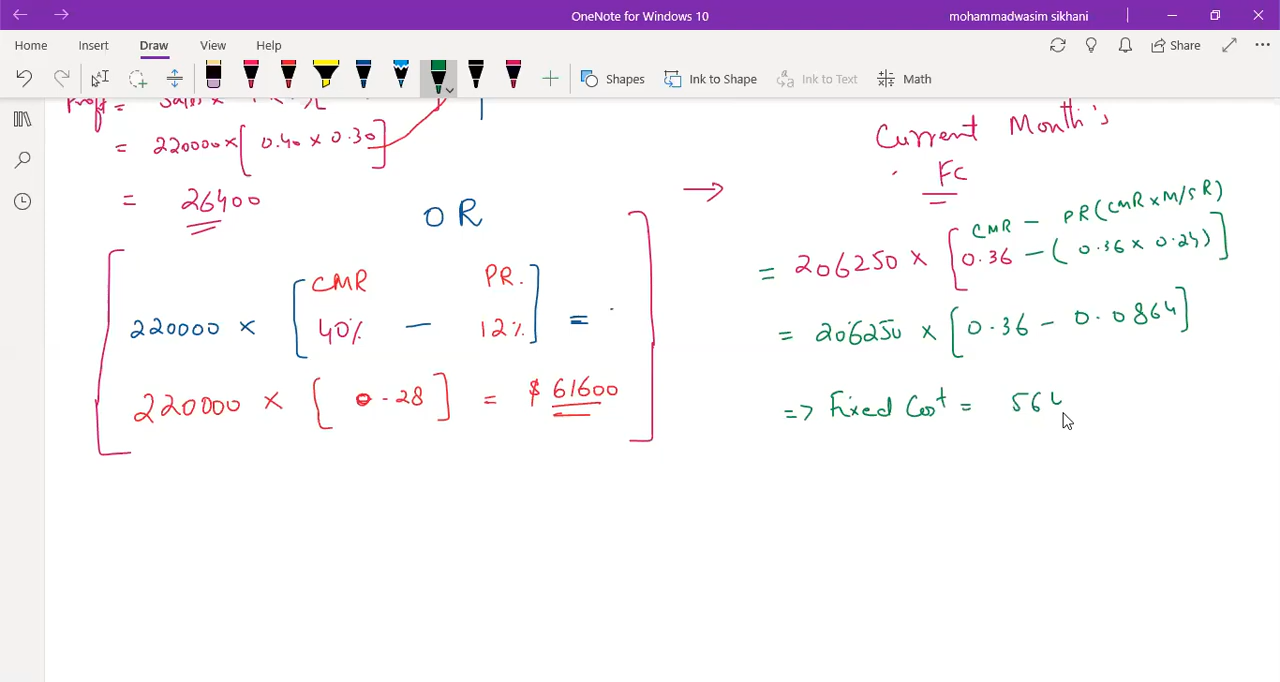 OneNote for Windows 10
mohammadwasim sikhani
Home Insert Draw View Help
Share
Shapes Ink to Shape Ink to Text Math
Profit =
= 220000 x [ 0.40 x 0.30 ]
= 26400
OR
CMR PR.
220000 x [ 40% — 12% ] =
220000 x [ 0.28 ] = $ 61600
Current Month's
FC
CMR — PR (CMR x M/S R)
= 206250 x [ 0.36 — ( 0.36 x 0.24) ]
= 206250 x [ 0.36 - 0.0864 ]
=> Fixed Cost = 564